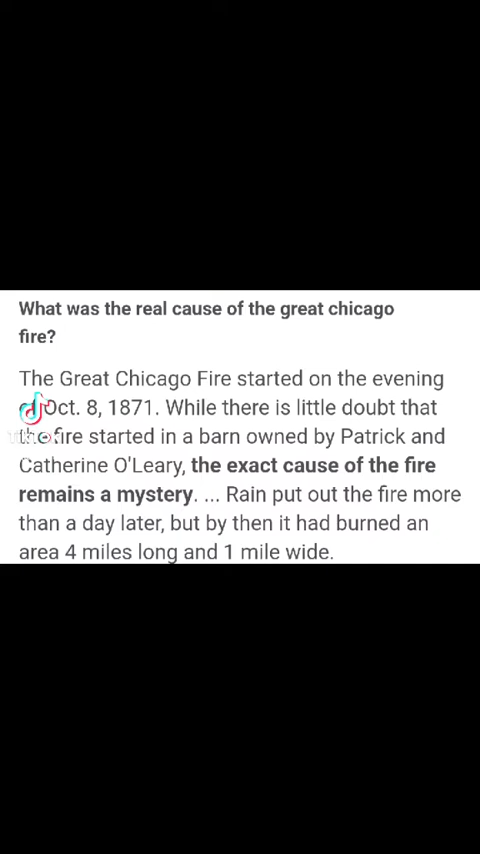 What was the real cause of the great chicago
fire?
The Great Chicago Fire started on the evening
of Oct. 8, 1871. While there is little doubt that
the fire started in a barn owned by Patrick and
Catherine O'Leary, the exact cause of the fire
remains a mystery. ... Rain put out the fire more
than a day later, but by then it had burned an
area 4 miles long and 1 mile wide.